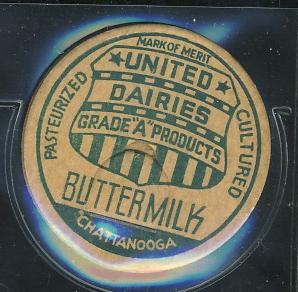 MARK OF MERIT
PASTEURIZED
CULTURED
UNITED
DAIRIES
GRADE "A" PRODUCTS
BUTTERMILK
CHATTANOOGA